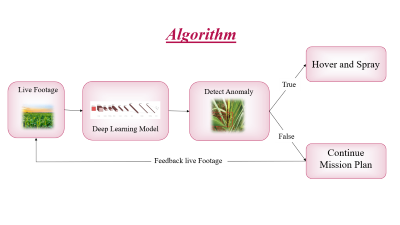 Algorithm
Live Footage
Deep Learning Model
Detect Anomaly
True
Hover and Spray
False
Continue
Mission Plan
Feedback live Footage